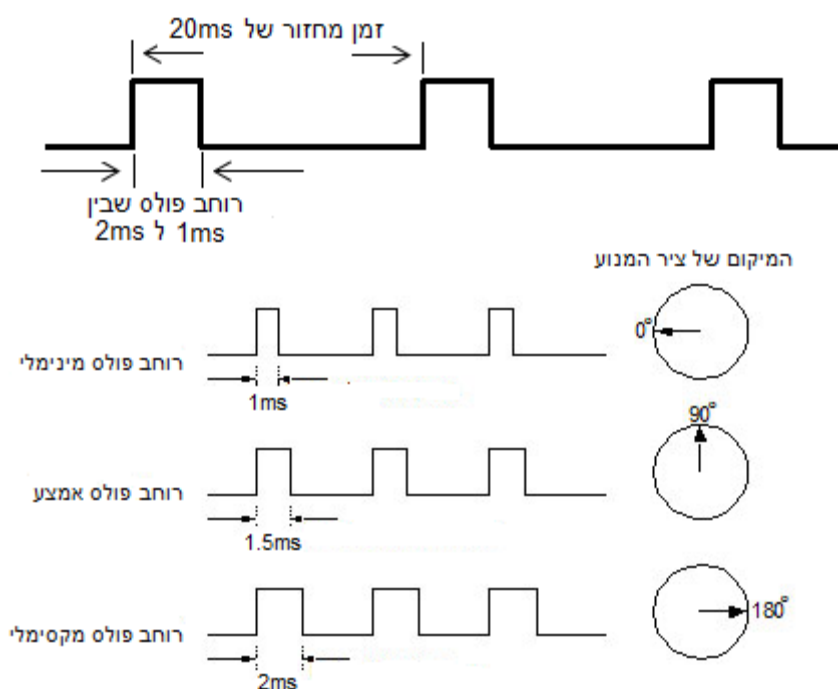 זמן מחזור של 20ms
רוחב פולס שבין
1ms ל 2ms
המיקום של ציר המנוע
0°
רוחב פולס מינימלי
1ms
90°
רוחב פולס אמצע
1.5ms
180°
רוחב פולס מקסימלי
2ms